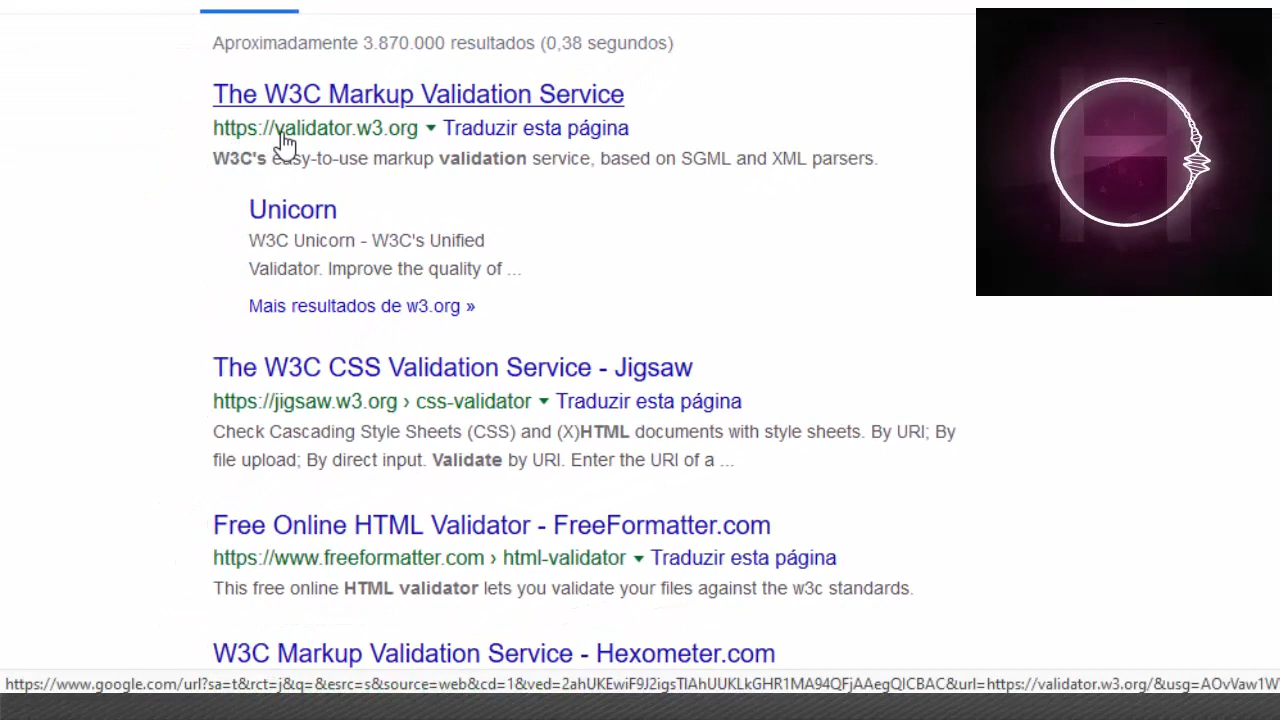 Aproximadamente 3.870.000 resultados (0,38 segundos)
The W3C Markup Validation Service
https://validator.w3.org ▾ Traduzir esta página
W3C's easy-to-use markup validation service, based on SGML and XML parsers.
Unicorn
W3C Unicorn - W3C's Unified
Validator. Improve the quality of ...
Mais resultados de w3.org »
The W3C CSS Validation Service - Jigsaw
https://jigsaw.w3.org › css-validator ▾ Traduzir esta página
Check Cascading Style Sheets (CSS) and (X)HTML documents with style sheets. By URI; By
file upload; By direct input. Validate by URI. Enter the URI of a ...
Free Online HTML Validator - FreeFormatter.com
https://www.freeformatter.com › html-validator ▾ Traduzir esta página
This free online HTML validator lets you validate your files against the w3c standards.
W3C Markup Validation Service - Hexometer.com
https://www.google.com/url?sa=t&rct=j&q=&esrc=s&source=web&cd=1&ved=2ahUKEwiF9J2igsTlAhUUKLkGHR1MA94QFjAAegQICBAC&url=https://validator.w3.org/&usg=AOvVaw1W